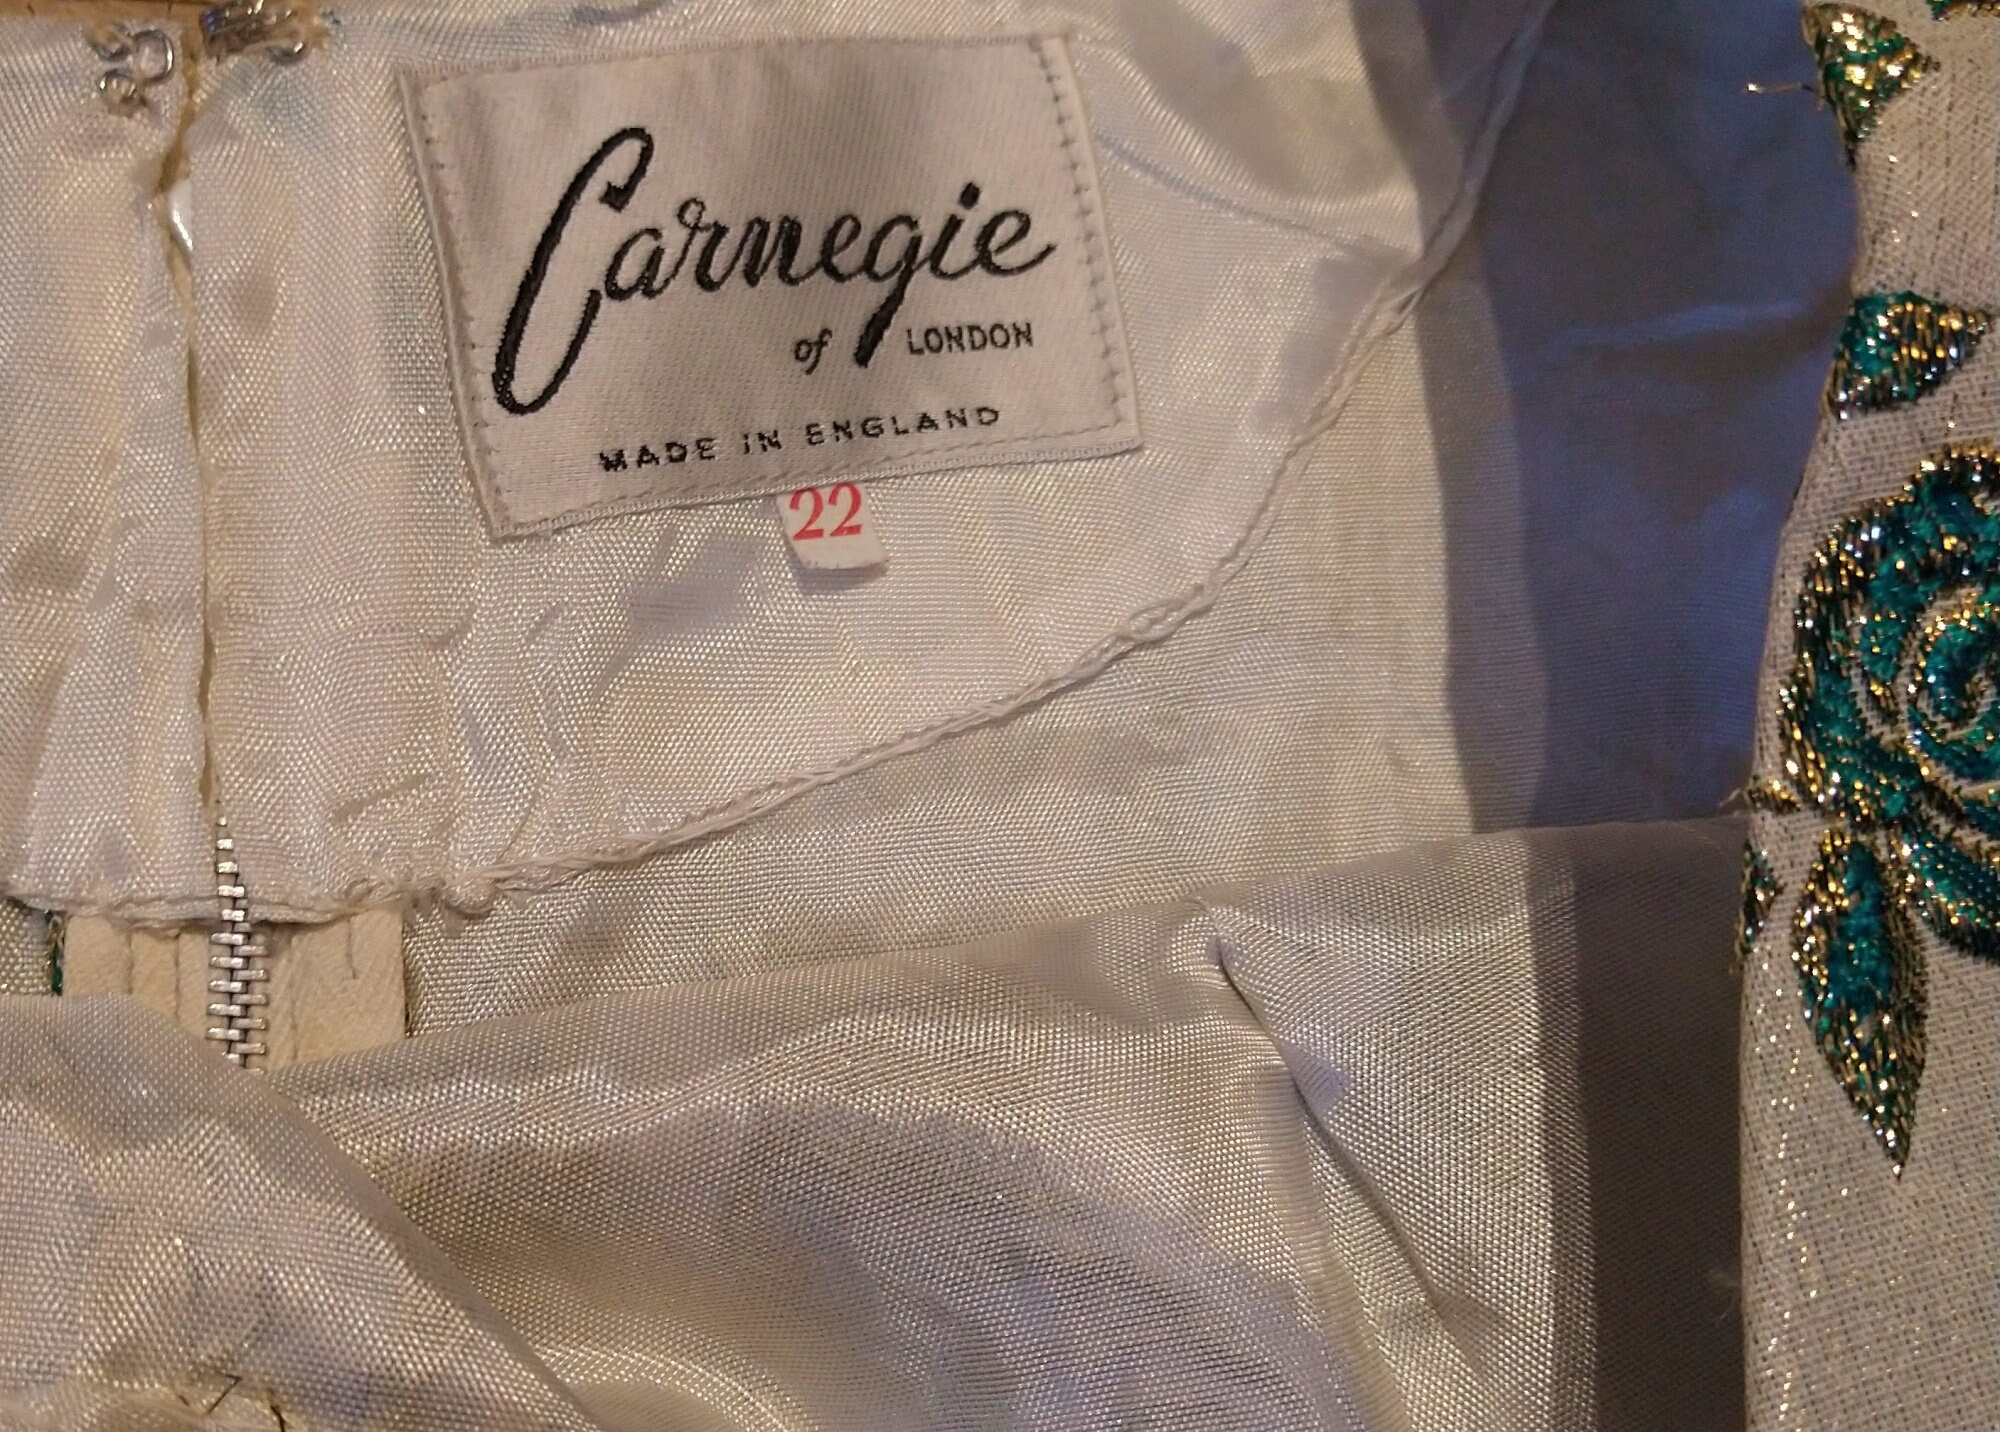 Carnegie
of LONDON
MADE IN ENGLAND
22